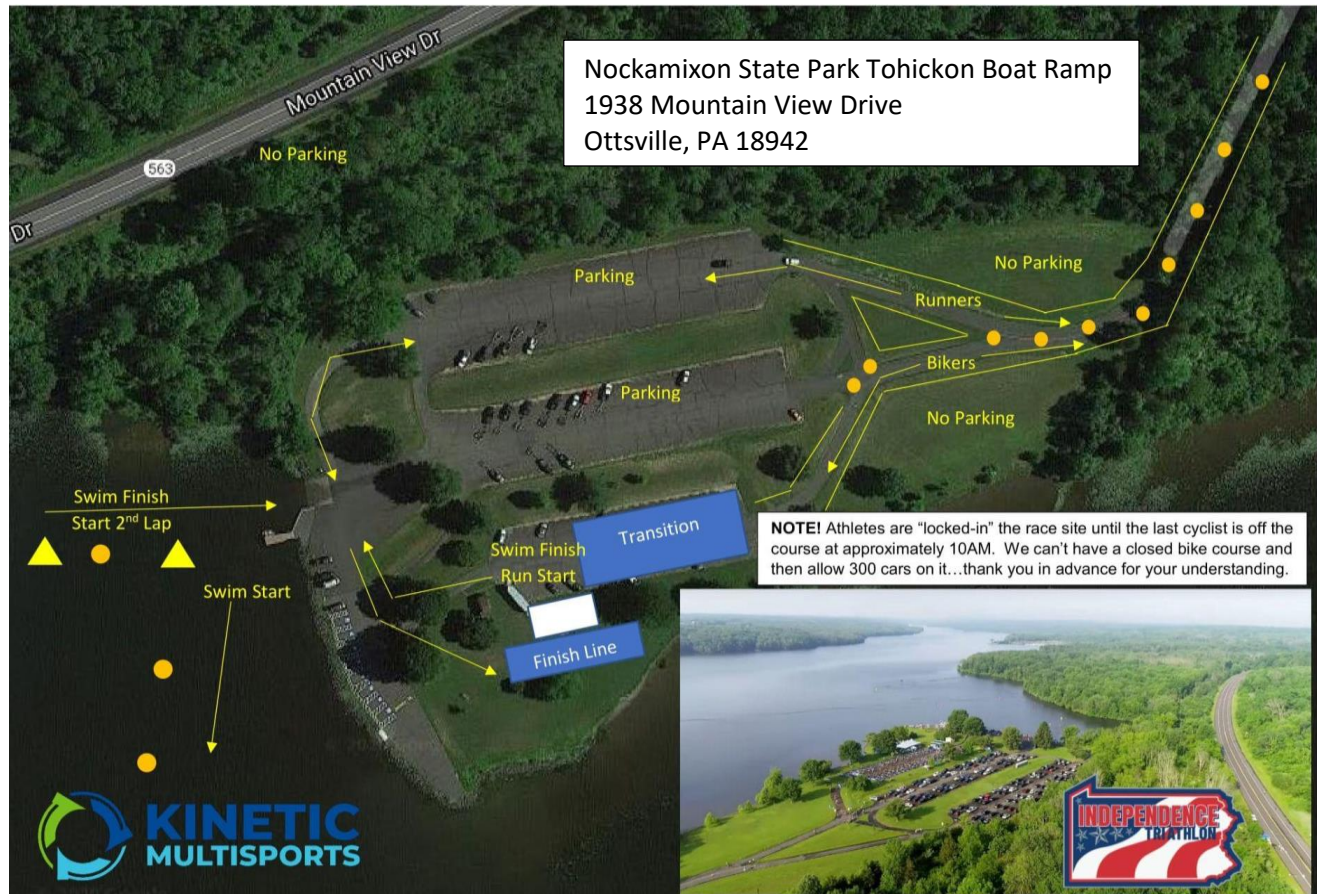 Nockamixon State Park Tohickon Boat Ramp
1938 Mountain View Drive
Ottsville, PA 18942
Mountain View Dr
563
Dr
No Parking
No Parking
Parking
Runners
Bikers
Parking
No Parking
Swim Finish
Start 2nd Lap
Swim Start
Swim Finish
Run Start
Transition
Finish Line
NOTE! Athletes are “locked-in” the race site until the last cyclist is off the
course at approximately 10AM. We can’t have a closed bike course and
then allow 300 cars on it…thank you in advance for your understanding.
KINETIC
MULTISPORTS
INDEPENDENCE
TRIATHLON